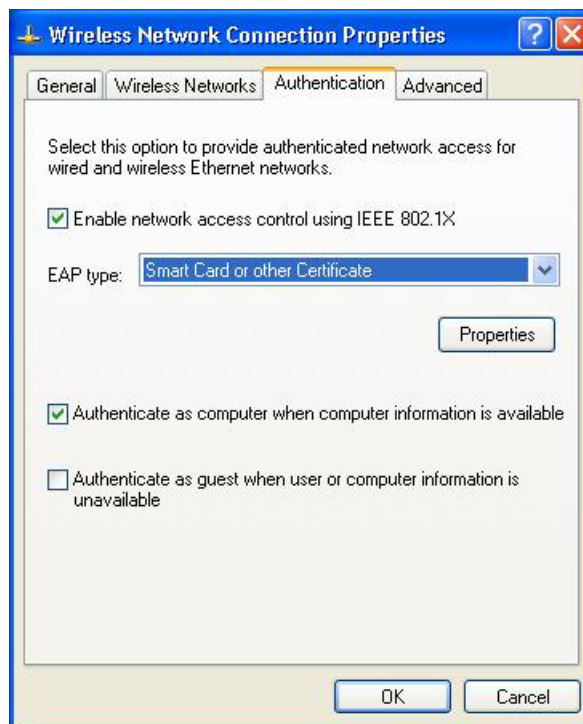 Wireless Network Connection Properties
General Wireless Networks Authentication Advanced
Select this option to provide authenticated network access for
wired and wireless Ethernet networks.
Enable network access control using IEEE 802.1X
EAP type: Smart Card or other Certificate
Properties
Authenticate as computer when computer information is available
Authenticate as guest when user or computer information is
unavailable
OK Cancel